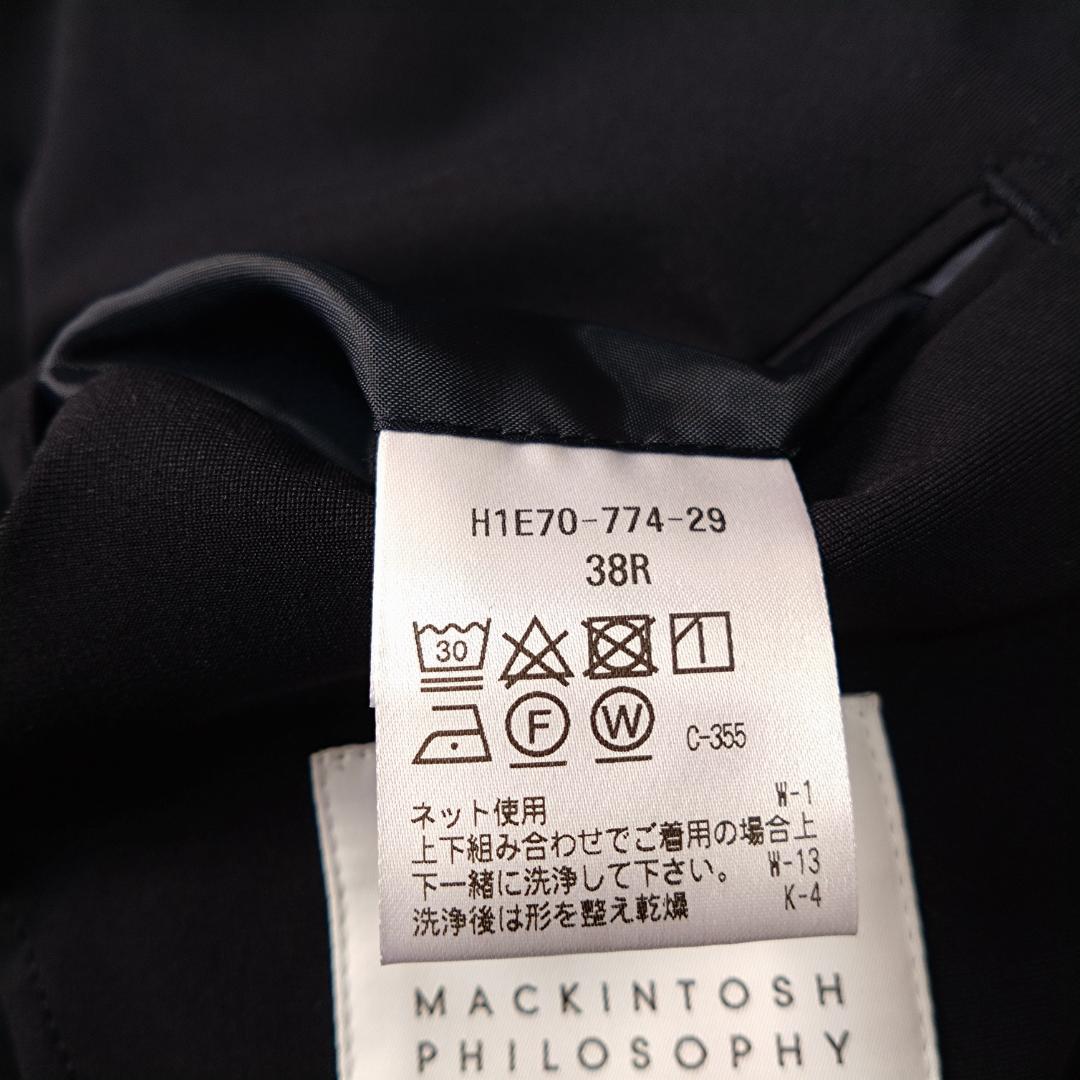 H1E70-774-29
38R
30
F W C-355
ネット使用 W-1
上下組み合わせでご着用の場合上
下一緒に洗浄して下さい。 W-13
洗浄後は形を整え乾燥 K-4
MACKINTOSH
PHILOSOPHY